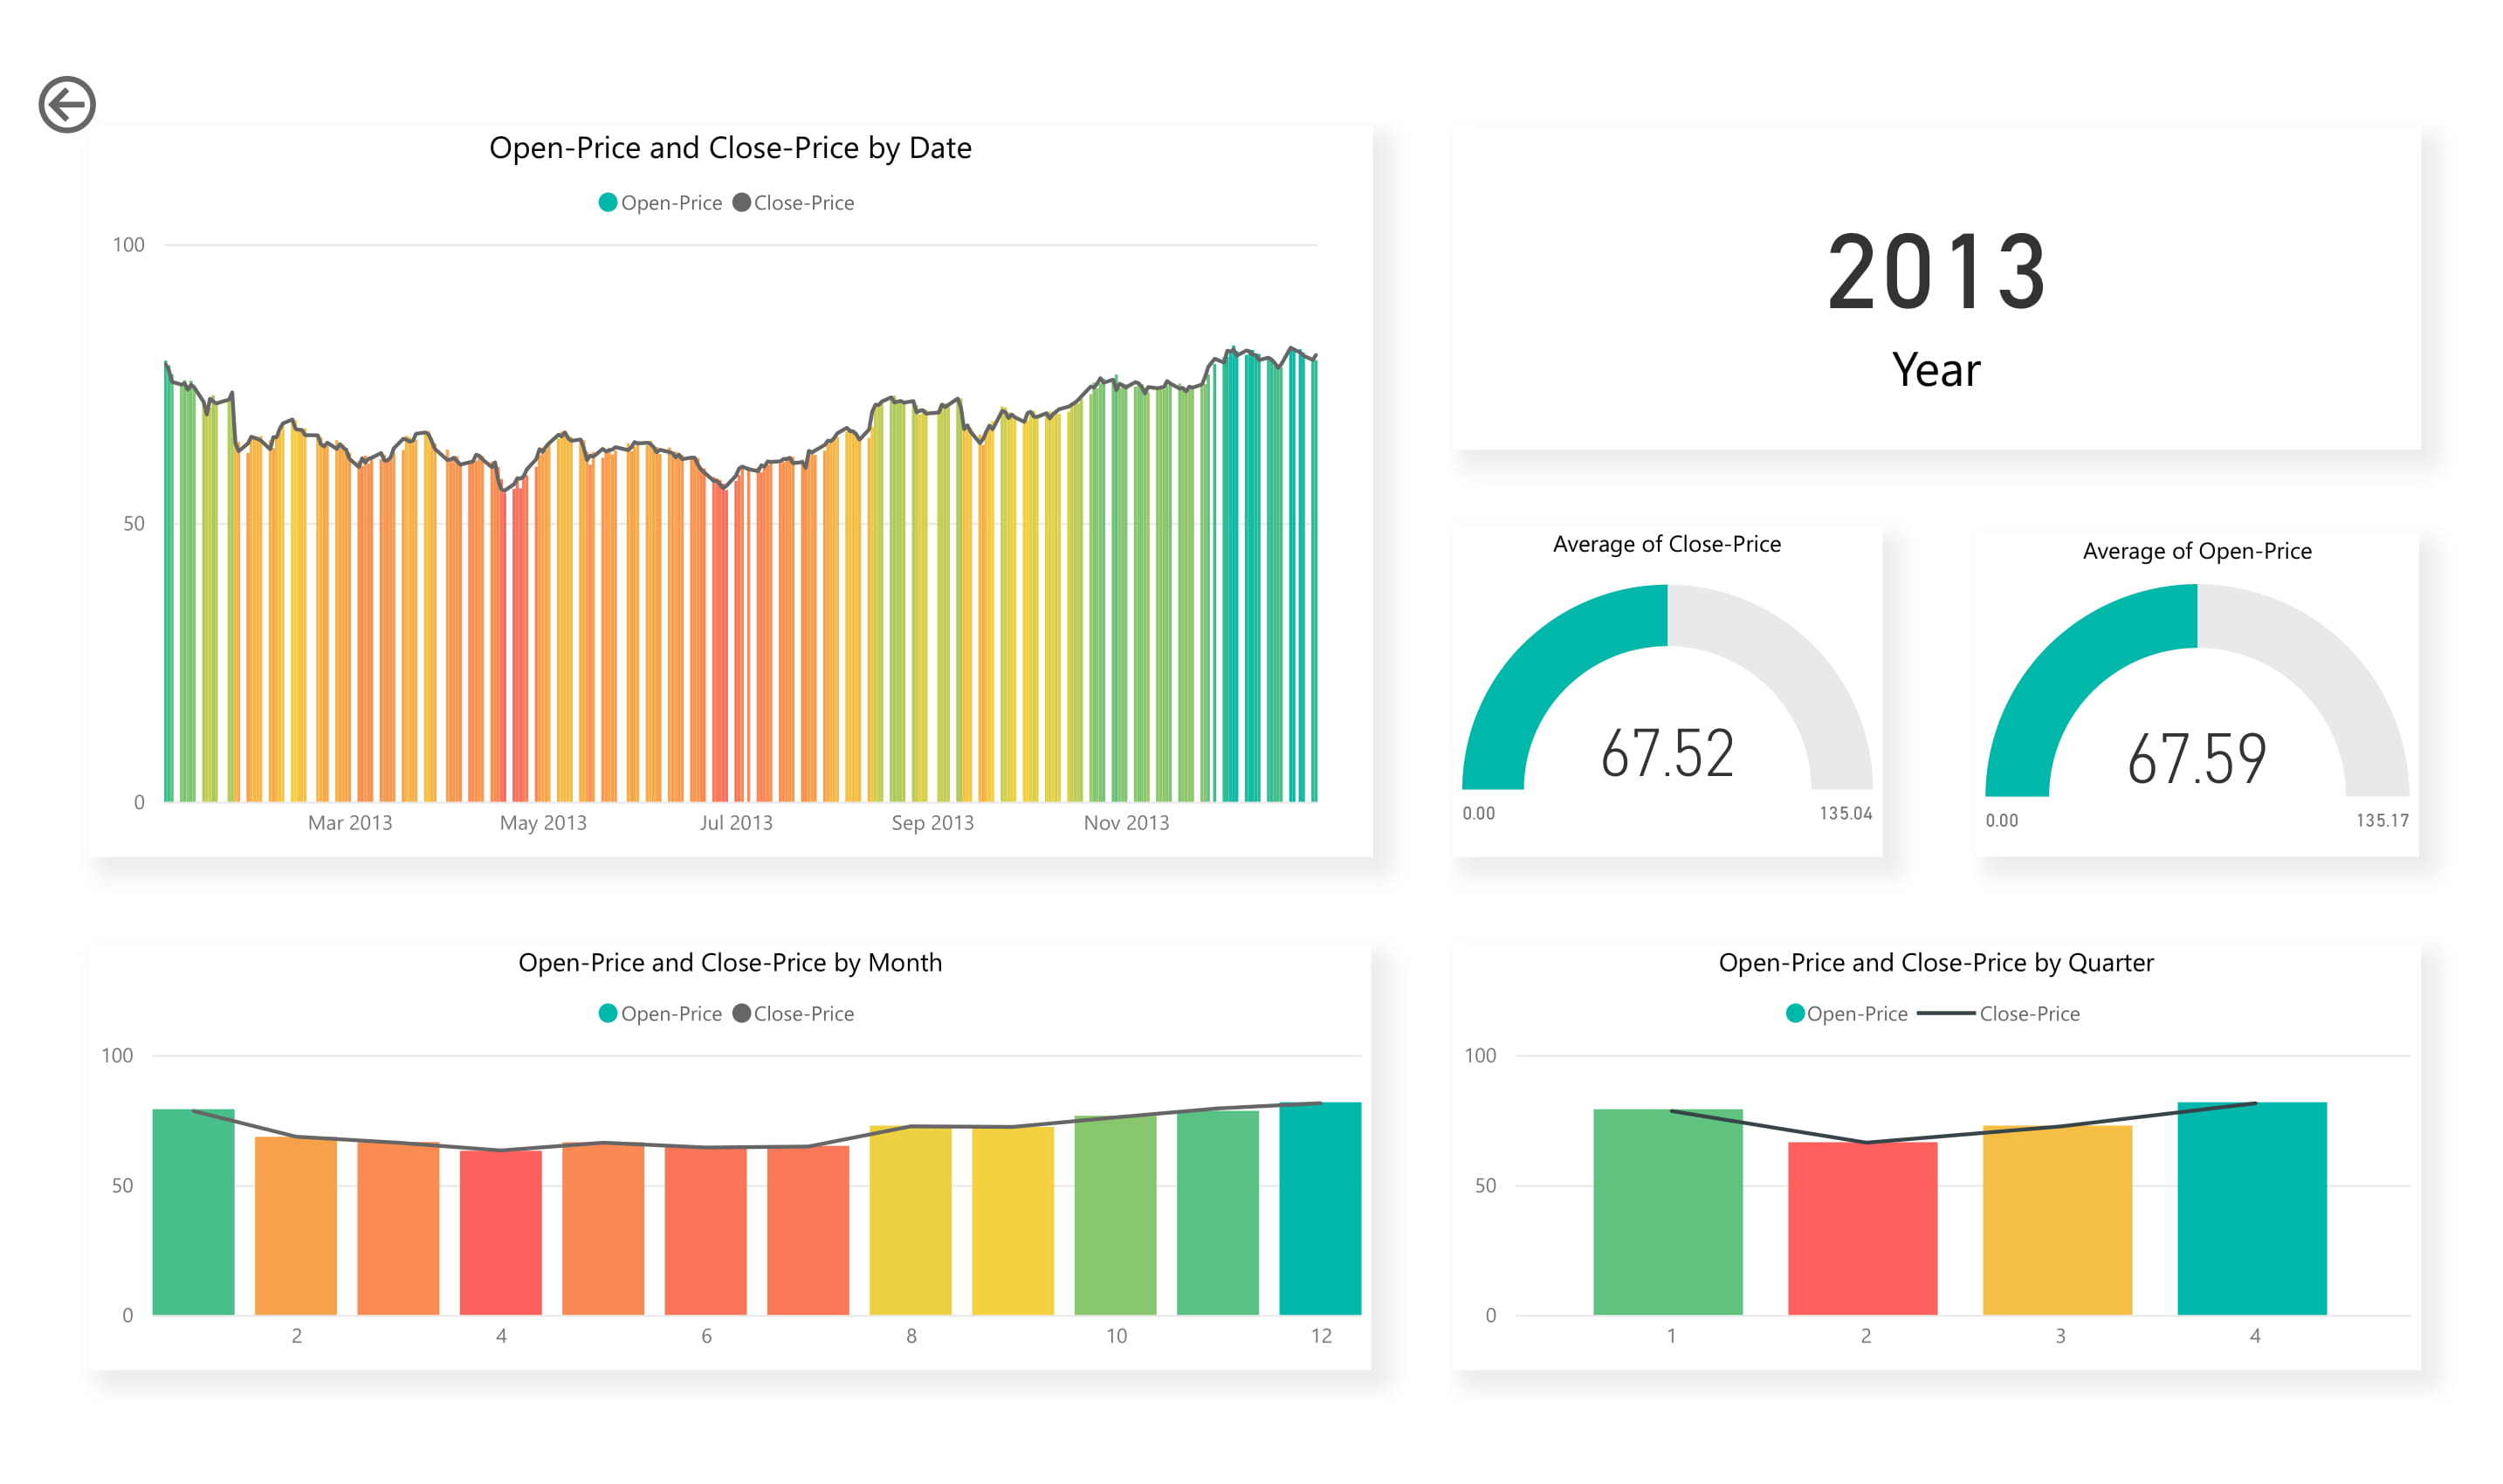 Open-Price and Close-Price by Date
Open-Price Close-Price
100
50
0
Mar 2013 May 2013 Jul 2013 Sep 2013 Nov 2013
2013
Year
Average of Close-Price
67.52
0.00 135.04
Average of Open-Price
67.59
0.00 135.17
Open-Price and Close-Price by Month
Open-Price Close-Price
100
50
0
2 4 6 8 10 12
Open-Price and Close-Price by Quarter
Open-Price Close-Price
100
50
0
1 2 3 4